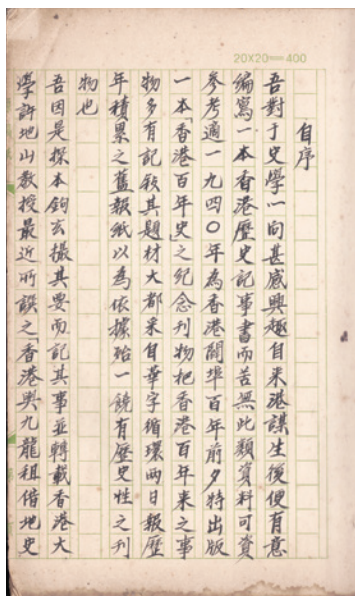 20X20=400
自序
吾對于史學一向甚感興趣自来港謀生後便有意
編寫一本香港歷史記事書而苦無此類資料可資
參考適一九四〇年為香港開埠百年前夕特出版
一本「香港百年史」之紀念刊物把香港百年来之事
物多有記錄其題材大都采自華字循環兩日報歷
年積累之舊報紙以為依據殆一饒有歷史性之刊
物也
吾因是探本鉤玄撮其要而記其事並轉載香港大
學許地山教授最近所譔之「香港與九龍租借地史